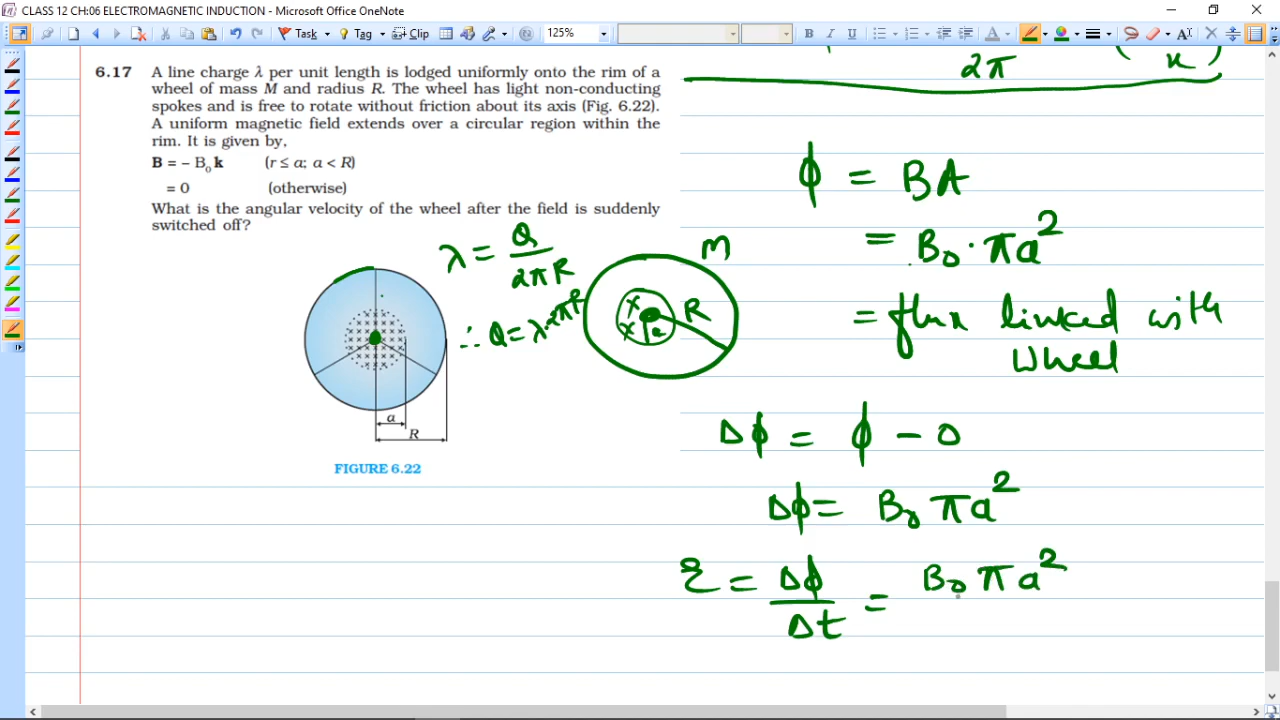 CLASS 12 CH:06 ELECTROMAGNETIC INDUCTION - Microsoft Office OneNote
Task Tag Clip 125% B I U
6.17 A line charge λ per unit length is lodged uniformly onto the rim of a
wheel of mass M and radius R. The wheel has light non-conducting
spokes and is free to rotate without friction about its axis (Fig. 6.22).
A uniform magnetic field extends over a circular region within the
rim. It is given by,
B = – B₀ k (r ≤ a; a < R)
= 0 (otherwise)
What is the angular velocity of the wheel after the field is suddenly
switched off?
λ = Q / 2πR
∴ Q = λ·2πR
M
R
a
x
x
a
R
FIGURE 6.22
2π
x
ϕ = BA
= B₀·πa²
= flux linked with
wheel
Δϕ = ϕ – 0
Δϕ = B₀πa²
Ɛ = Δϕ / Δt = B₀πa²